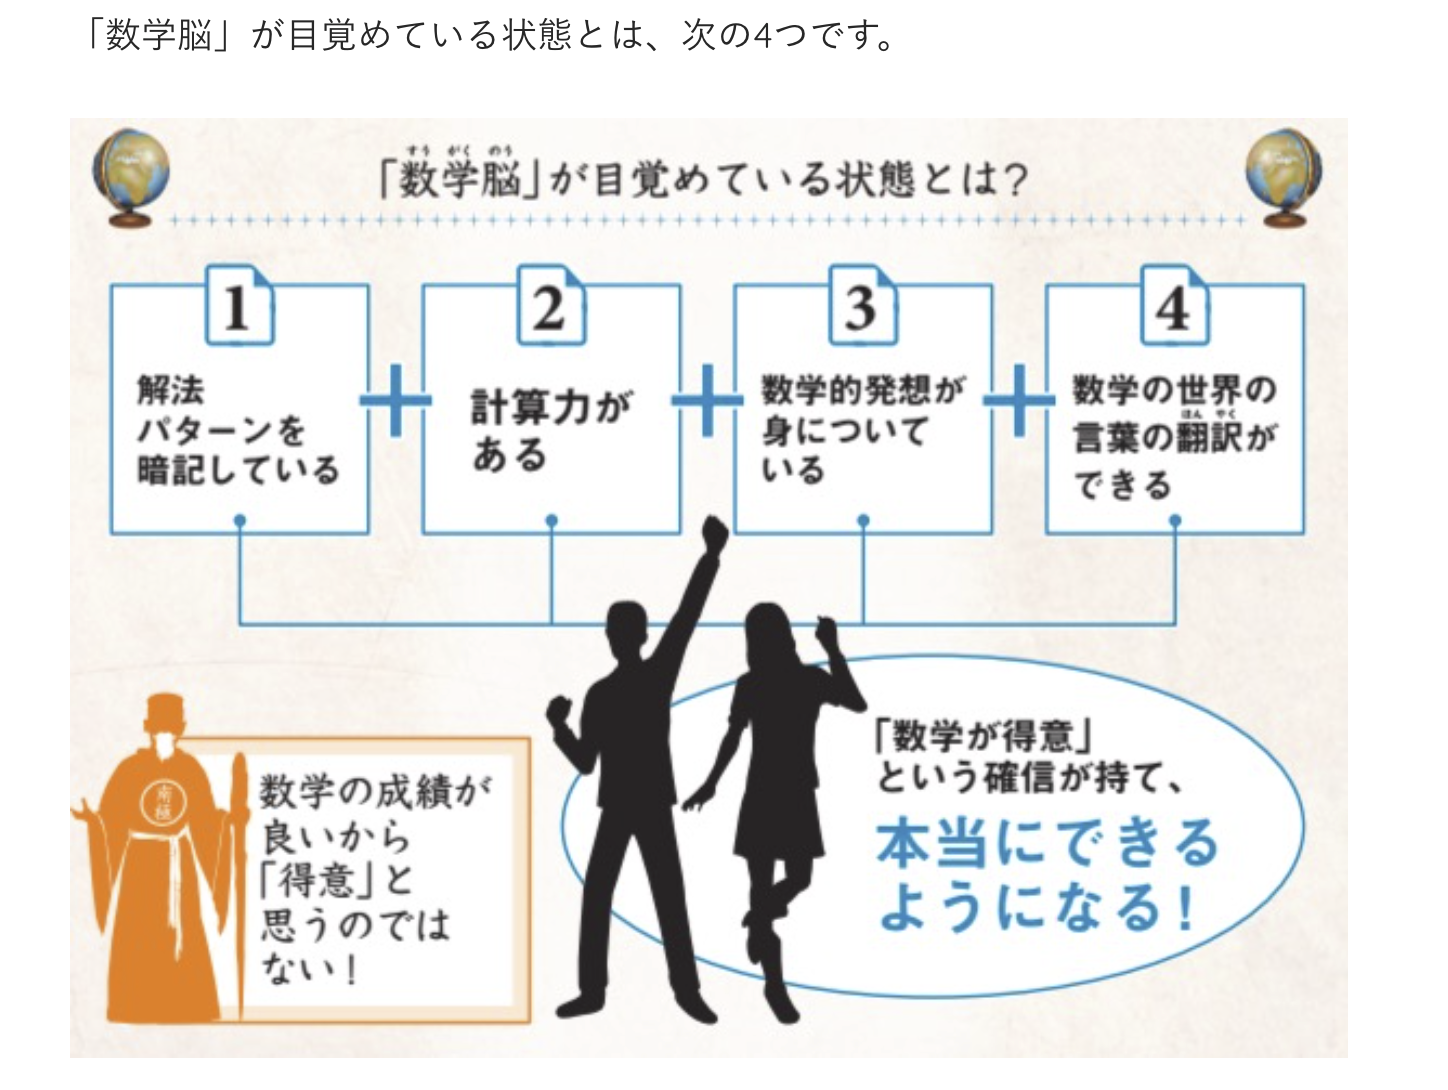 「数学脳」が目覚めている状態とは、次の4つです。
すう がく のう
「数学脳」が目覚めている状態とは?
1
解法
パターンを
暗記している
2
計算力が
ある
3
数学的発想が
身について
いる
4
数学の世界の
ほん やく
言葉の翻訳が
できる
南極
数学の成績が
良いから
「得意」と
思うのでは
ない!
「数学が得意」
という確信が持て、
本当にできる
ようになる!